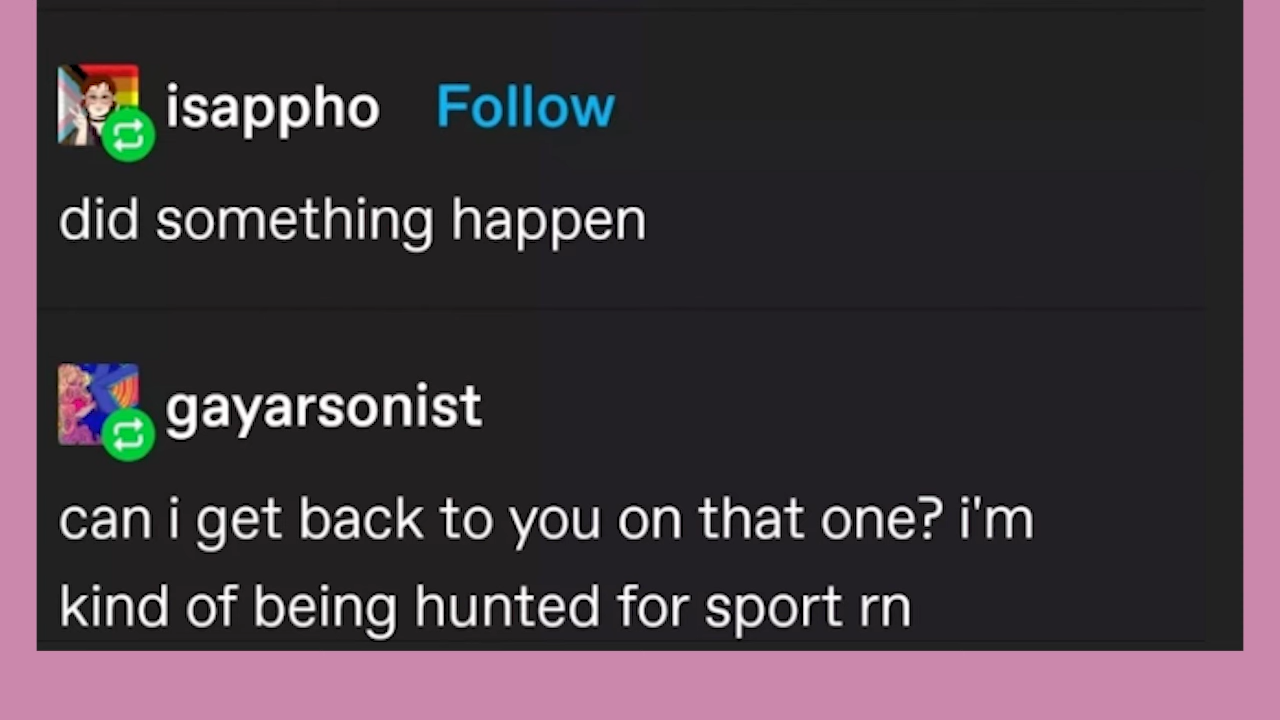 isappho Follow
did something happen
gayarsonist
can i get back to you on that one? i'm
kind of being hunted for sport rn